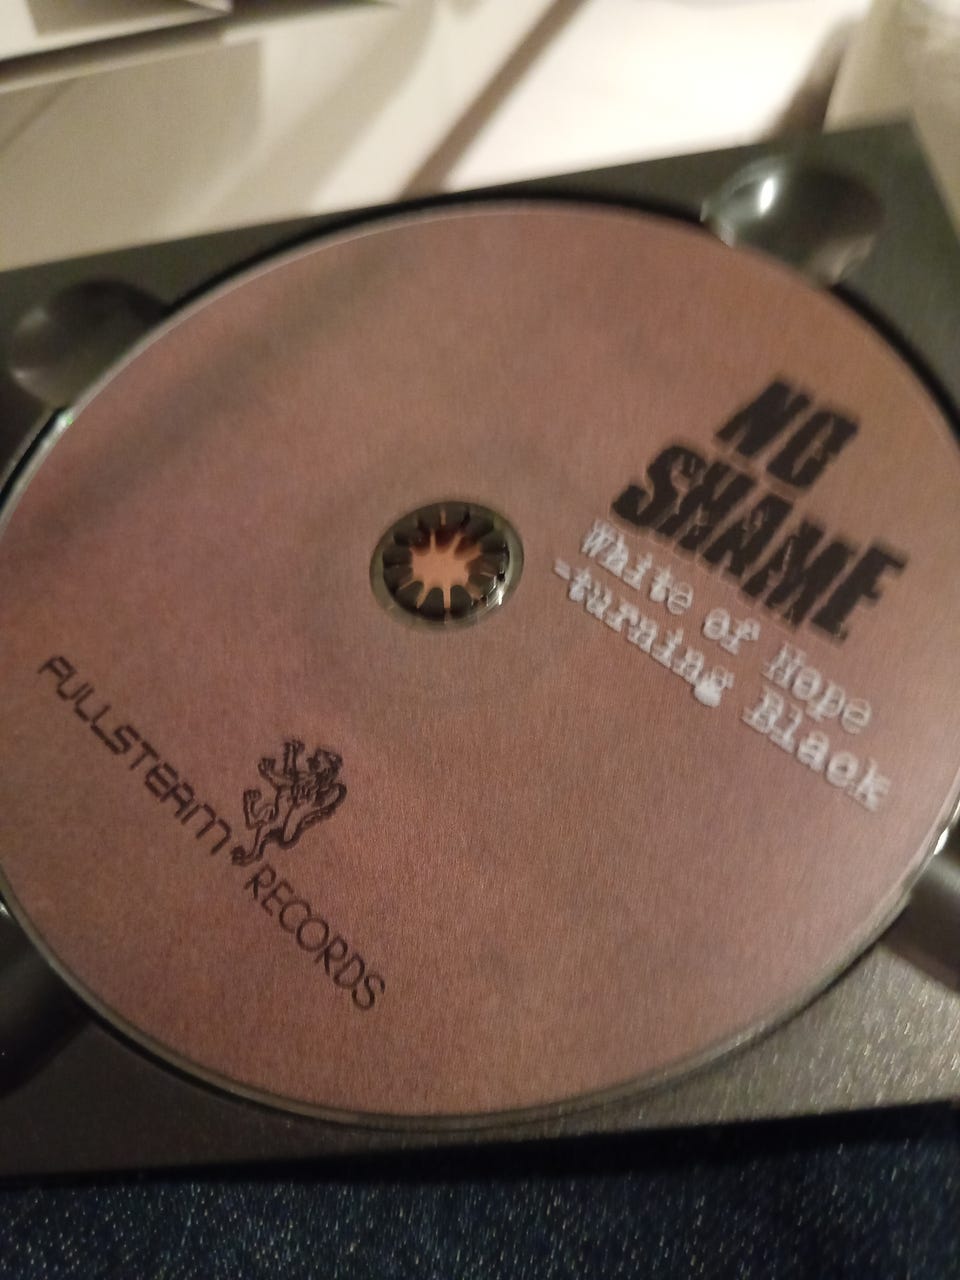 NO
SHAME
White of Hope
-turning Black
FULLSTEAM RECORDS